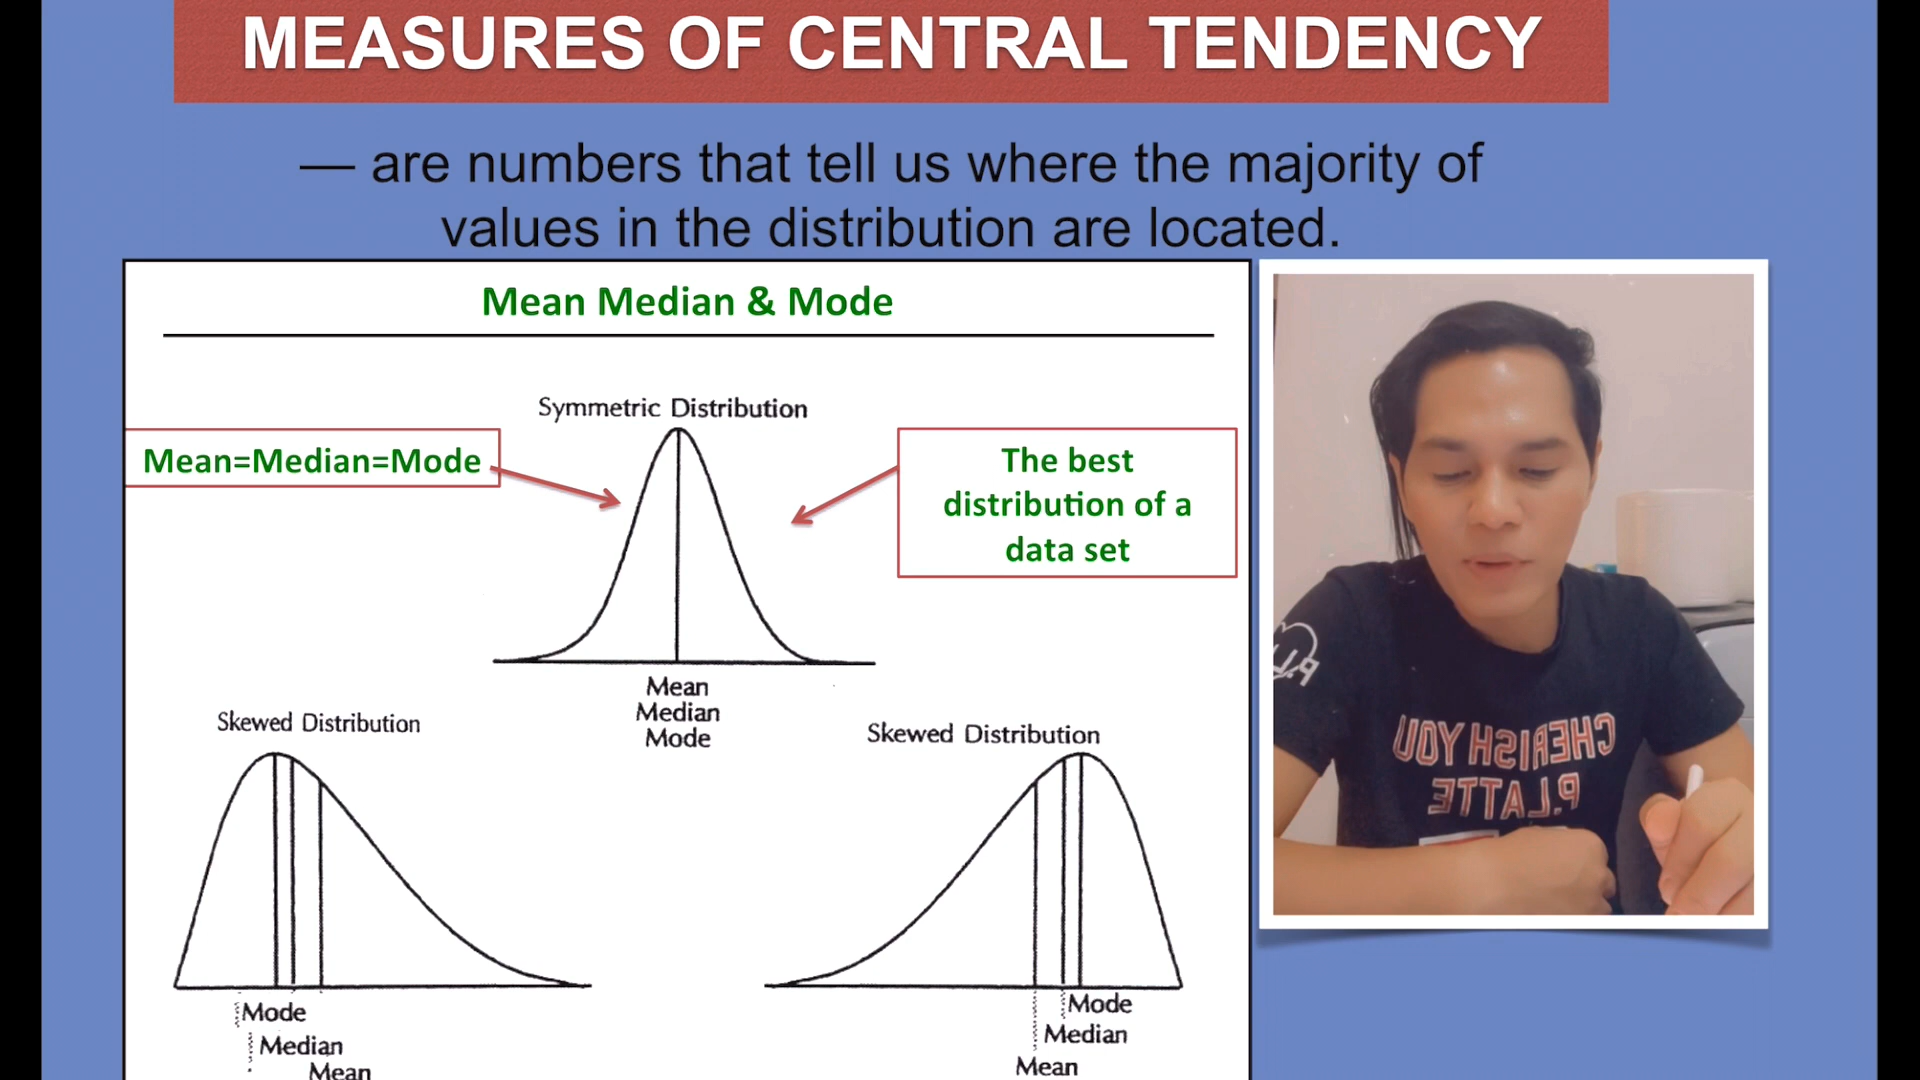 MEASURES OF CENTRAL TENDENCY
— are numbers that tell us where the majority of
values in the distribution are located.
Mean Median & Mode
Symmetric Distribution
Mean=Median=Mode
The best
distribution of a
data set
Mean
Median
Mode
Skewed Distribution
Mode
Median
Mean
Skewed Distribution
Mode
Median
Mean
CHERISH YOU
P.LATTE